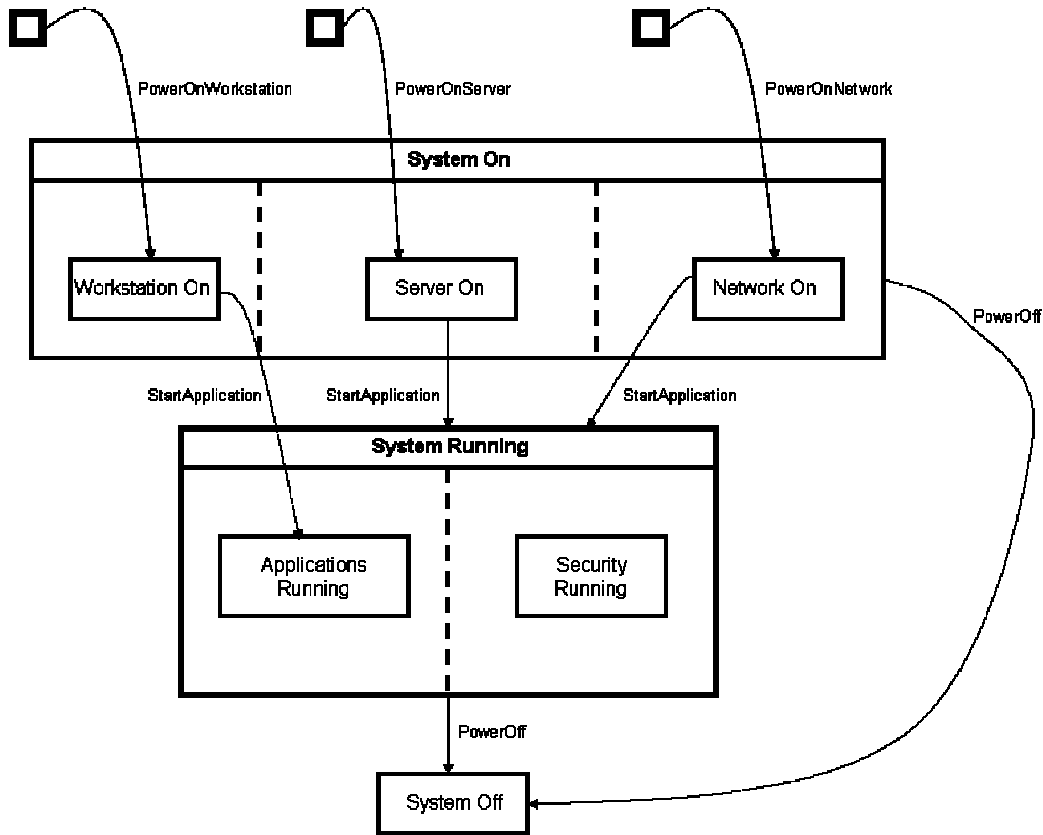 PowerOnWorkstation
PowerOnServer
PowerOnNetwork
System On
Workstation On
Server On
Network On
PowerOff
StartApplication
StartApplication
StartApplication
System Running
Applications
Running
Security
Running
PowerOff
System Off